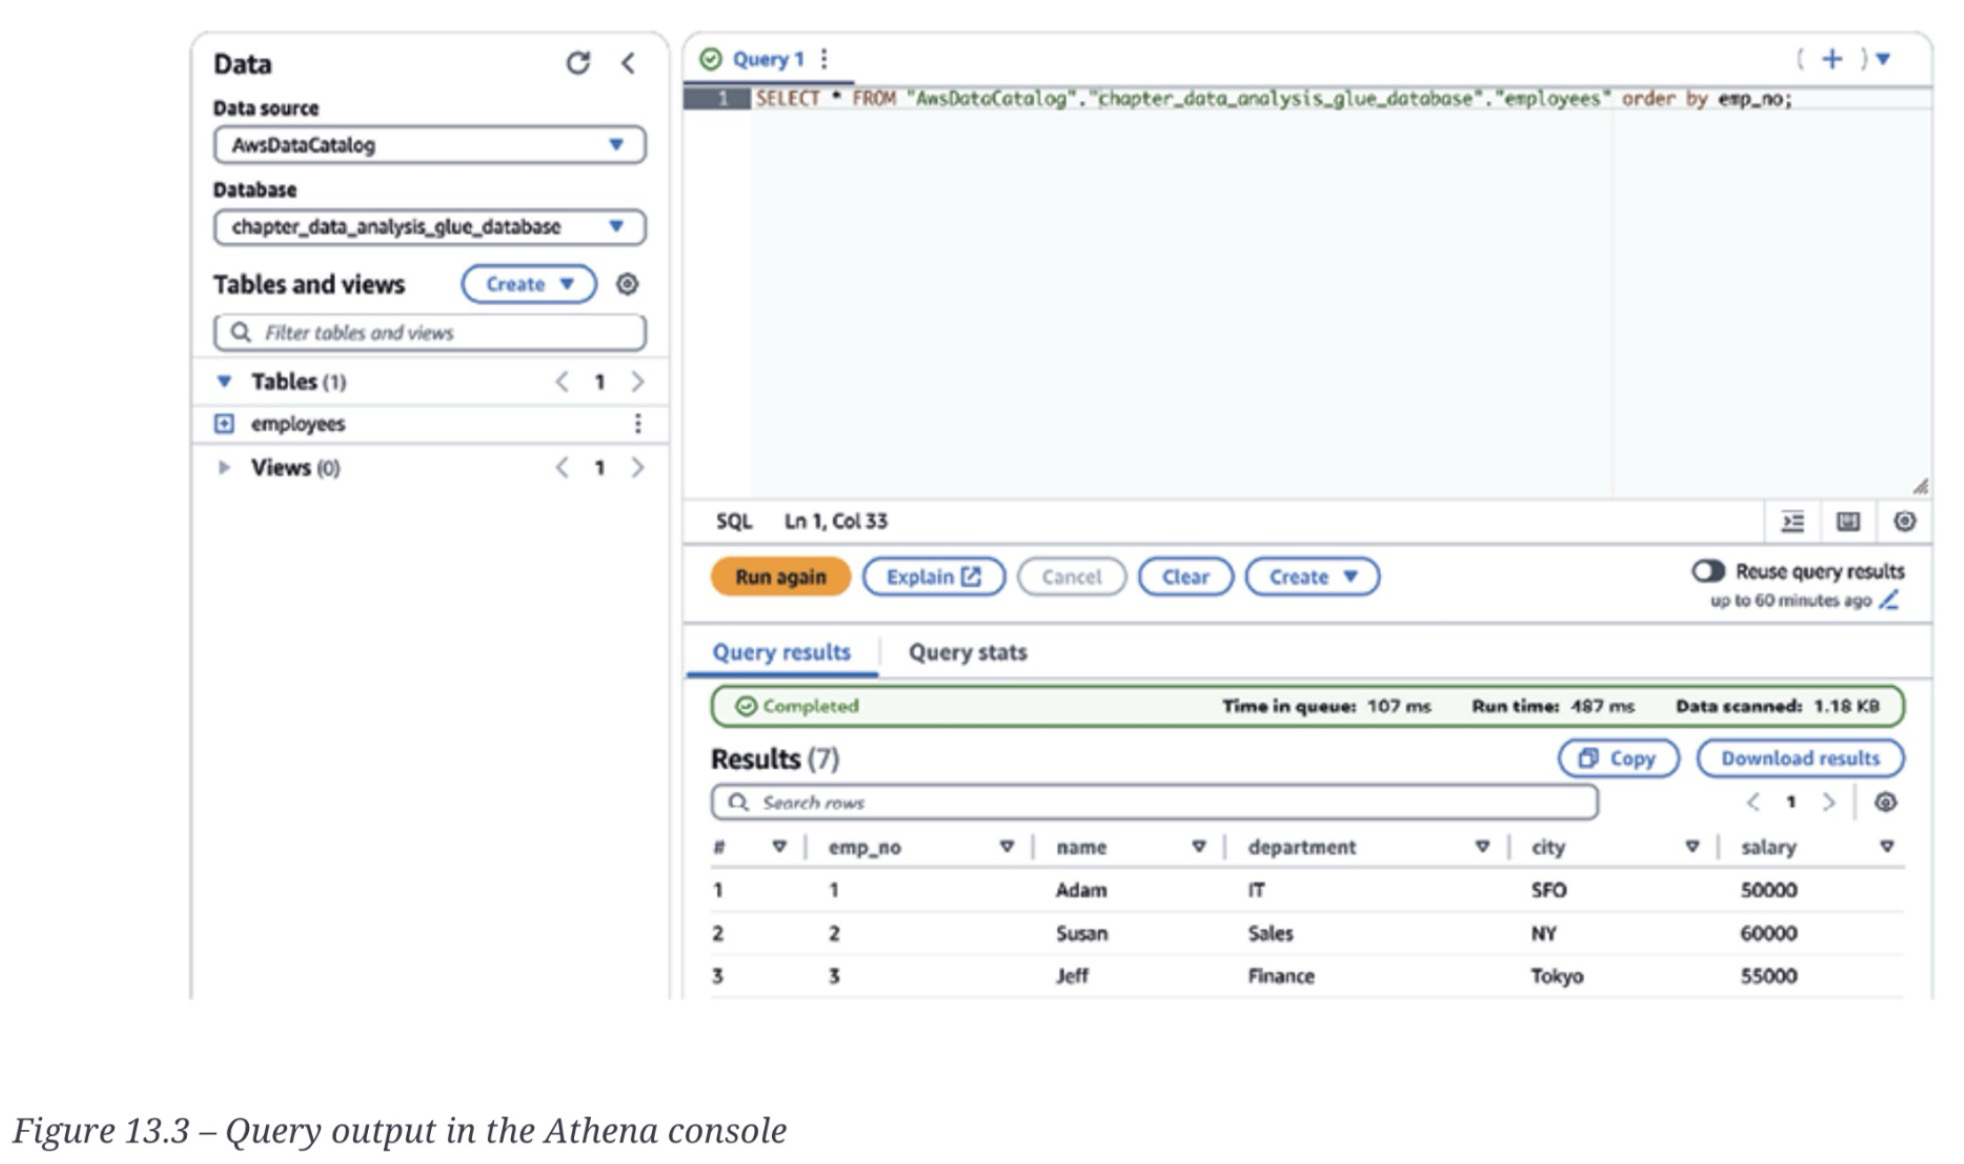 Data
Data source
AwsDataCatalog
Database
chapter_data_analysis_glue_database
Tables and views
Create
Filter tables and views
Tables (1)
1
employees
Views (0)
1
Query 1
1 SELECT * FROM "AwsDataCatalog"."chapter_data_analysis_glue_database"."employees" order by emp_no;
SQL Ln 1, Col 33
Run again Explain Cancel Clear Create
Reuse query results
up to 60 minutes ago
Query results Query stats
Completed Time in queue: 107 ms Run time: 487 ms Data scanned: 1.18 KB
Results (7) Copy Download results
Search rows 1
# emp_no name department city salary
1 1 Adam IT SFO 50000
2 2 Susan Sales NY 60000
3 3 Jeff Finance Tokyo 55000
Figure 13.3 – Query output in the Athena console